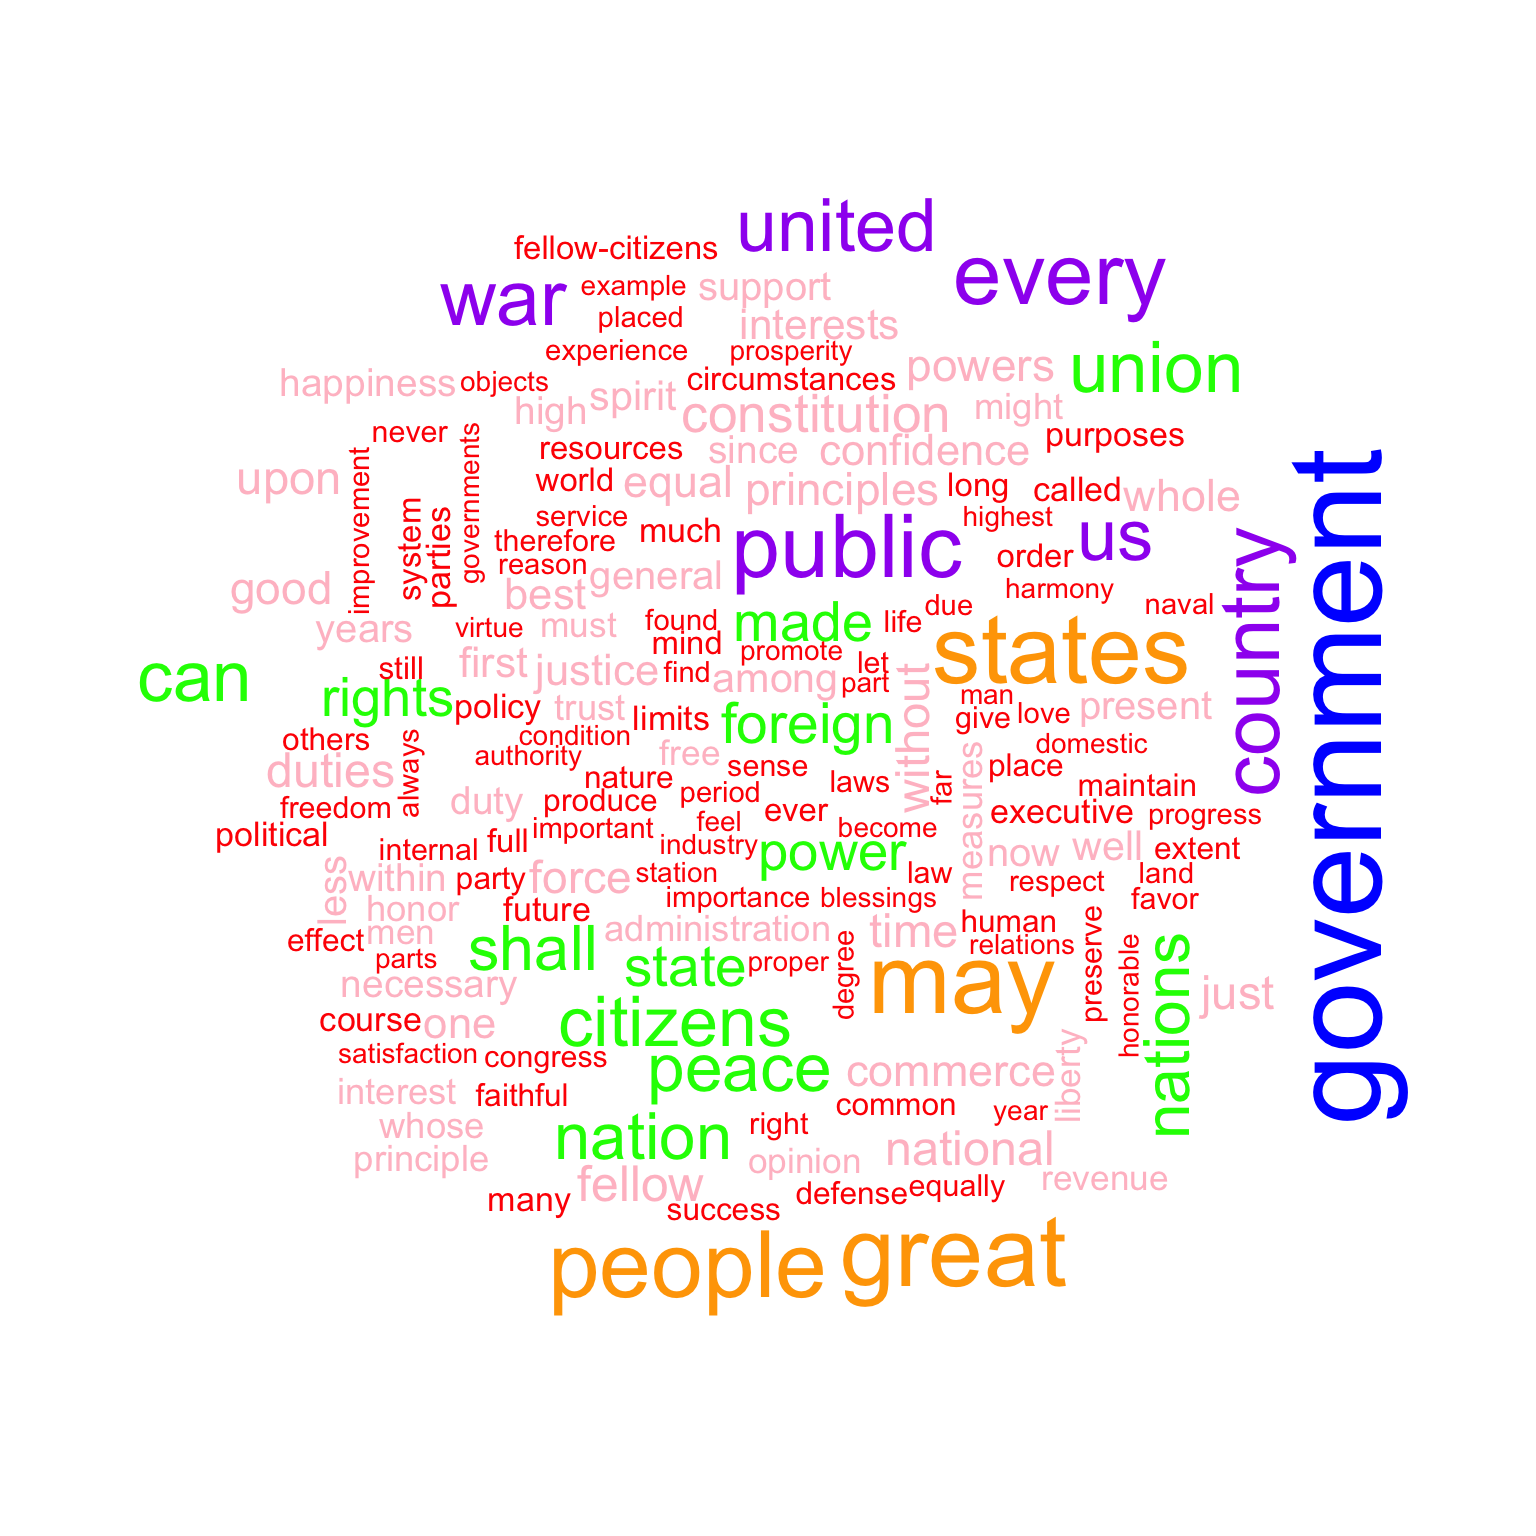 united
fellow-citizens
every
war
example
support
placed
interests
experience
prosperity
union
powers
happiness
objects
circumstances
spirit
high
constitution
might
never
purposes
resources
since
confidence
governments
improvement
upon
world
equal
principles
long
called
whole
government
system
parties
service
highest
much
public
us
therefore
order
country
reason
general
good
best
harmony
due
naval
found
made
life
years
virtue
must
mind
states
promote
still
first
justice
find
among
let
part
can
rights
policy
trust
limits
foreign
without
man
give
love
present
others
condition
authority
free
domestic
duties
always
nature
sense
laws
far
measures
place
maintain
freedom
duty
produce
period
ever
executive
progress
political
important
feel
become
internal
full
industry
power
now
well
extent
less
within
party
force
station
law
respect
land
honor
future
importance
blessings
favor
effect
men
shall
administration
time
human
relations
parts
state
proper
degree
may
preserve
honorable
nations
necessary
just
course
one
citizens
satisfaction
congress
peace
commerce
liberty
interest
faithful
common
year
whose
nation
right
principle
opinion
national
fellow
revenue
many
success
defense
equally
people
great